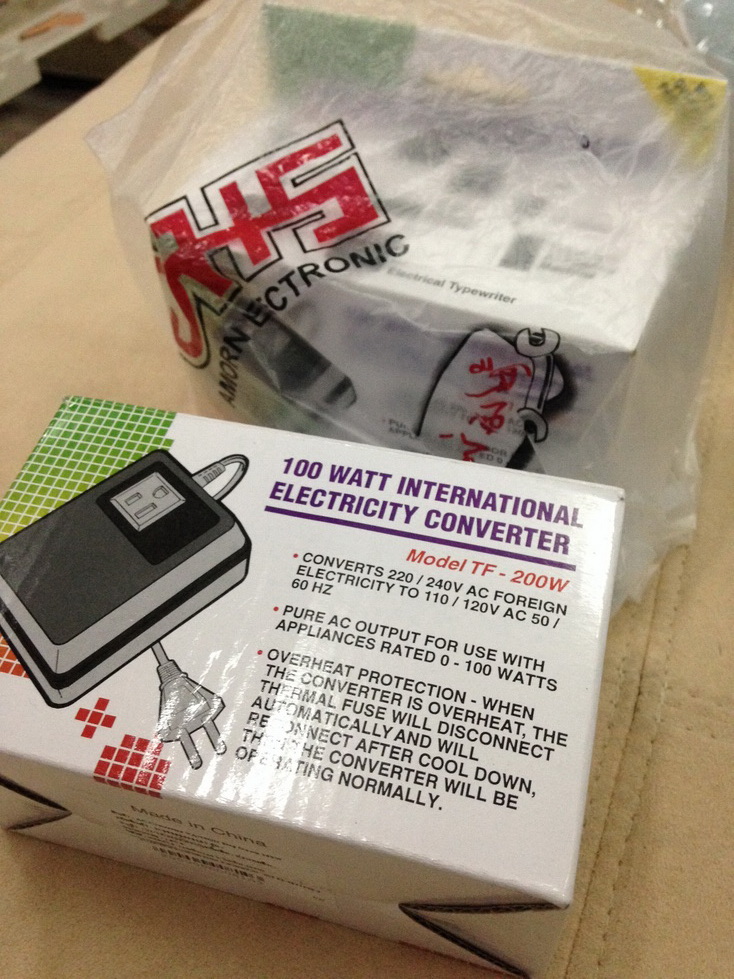 AMORN ELECTRONIC
Electrical Typewriter
100 WATT INTERNATIONAL
ELECTRICITY CONVERTER
Model TF - 200W
• CONVERTS 220 / 240V AC FOREIGN
ELECTRICITY TO 110 / 120V AC 50 /
60 HZ
• PURE AC OUTPUT FOR USE WITH
APPLIANCES RATED 0 - 100 WATTS
• OVERHEAT PROTECTION - WHEN
THE CONVERTER IS OVERHEAT, THE
THERMAL FUSE WILL DISCONNECT
AUTOMATICALLY AND WILL
RECONNECT AFTER COOL DOWN,
THEN THE CONVERTER WILL BE
OPERATING NORMALLY.
Made in China